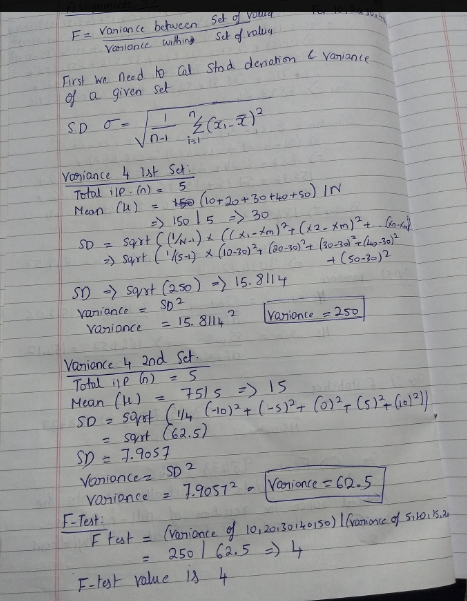 F = Variance between Set of Value
Variance withing Set of value
First we need to cal Stad deviation & variance
of a given set
SD σ = √ 1/n-1 n Σ i=1 (x1 - x̄)²
Variance 4 1st Set:
Total i|p (n) = 5
Mean (μ) = (10+20+30+40+50) / N
=> 150 | 5 => 30
SD = Sqrt ( (1/N-1) x ((x1-xm)² + (x2-xm)² + (xn-xm)
=> Sqrt ( 1/(5-1) x (10-30)² + (20-30)² + (30-30)² + (40-30)²
+ (50-30)²
SD => Sqrt (250) => 15.8114
Variance = SD²
Variance = 15.8114² Variance = 250
Variance 4 2nd Set.
Total i|p (n) = 5
Mean (μ) = 75|5 => 15
SD = sqrt (1/4 (-10)² + (-5)² + (0)² + (5)² + (10)²))
= sqrt (62.5)
SD = 7.9057
Variance = SD²
Variance = 7.9057² = Variance = 62.5
F-Test:
F test = (variance of 10,20,30,40,50) | (variance of 5,10,15,20
= 250 | 62.5 => 4
F-test value is 4